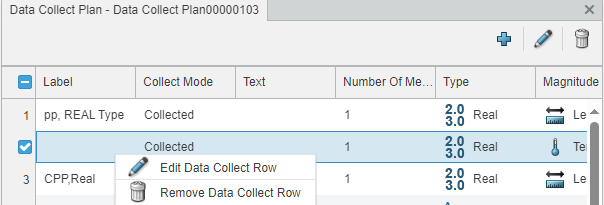 Data Collect Plan - Data Collect Plan00000103
Label Collect Mode Text Number Of Me... Type Magnitude
1 pp, REAL Type Collected 1 2.0 3.0 Real Le
Collected 1 2.0 3.0 Real Te
3 CPP,Real 1 2.0 3.0 Real Le
Edit Data Collect Row
Remove Data Collect Row